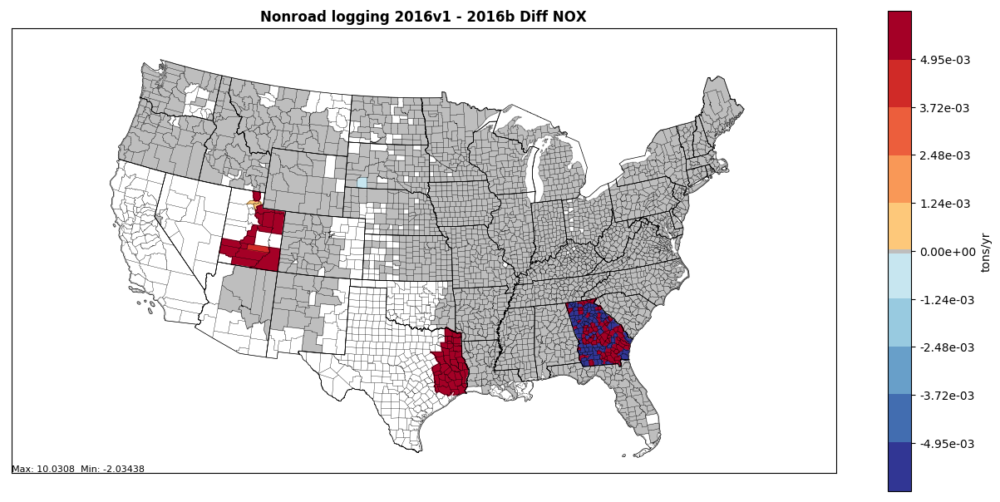 Nonroad logging 2016v1 - 2016b Diff NOX
4.95e-03
3.72e-03
2.48e-03
1.24e-03
0.00e+00
-1.24e-03
-2.48e-03
-3.72e-03
-4.95e-03
tons/yr
Max: 10.0308 Min: -2.03438